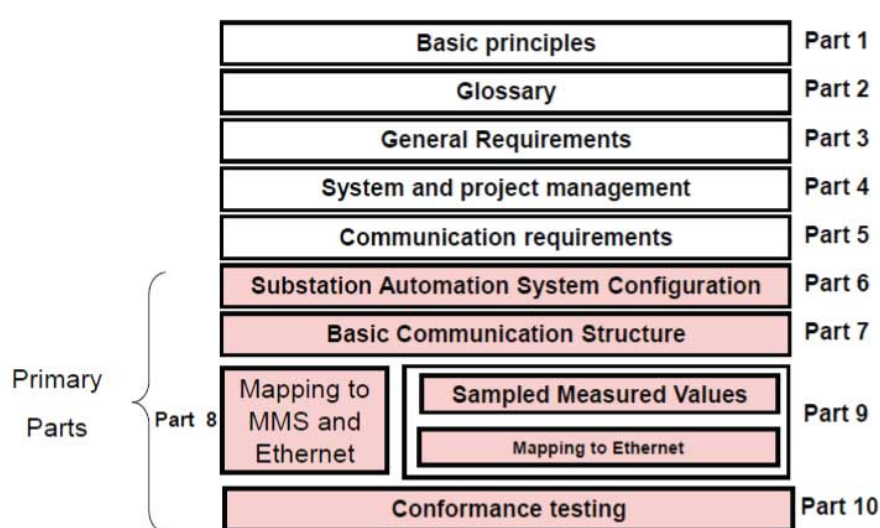 Basic principles Part 1
Glossary Part 2
General Requirements Part 3
System and project management Part 4
Communication requirements Part 5
Substation Automation System Configuration Part 6
Basic Communication Structure Part 7
Primary
Parts
Part 8
Mapping to
MMS and
Ethernet
Sampled Measured Values
Mapping to Ethernet
Part 9
Conformance testing Part 10